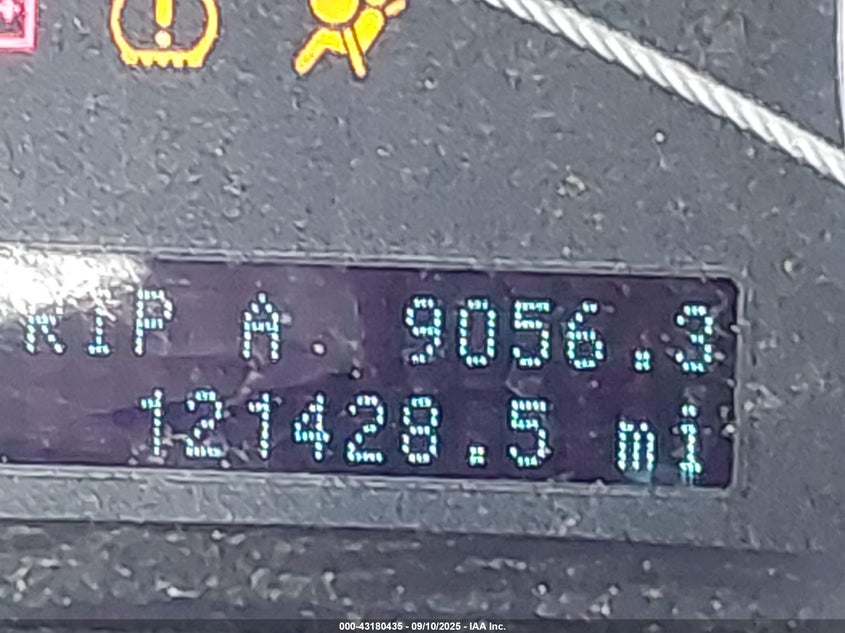 RIP A. 9056.3
121428.5 mi
000-43180435 - 09/10/2025 - IAA Inc.